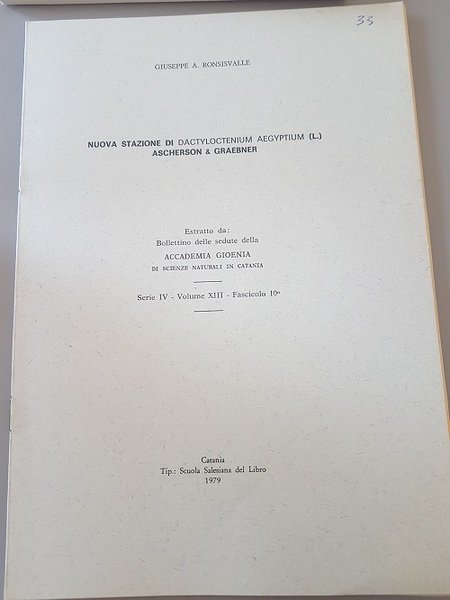 35
GIUSEPPE A. RONSISVALLE
NUOVA STAZIONE DI DACTYLOCTENIUM AEGYPTIUM (L.)
ASCHERSON & GRAEBNER
Estratto da:
Bollettino delle sedute della
ACCADEMIA GIOENIA
DI SCIENZE NATURALI IN CATANIA
Serie IV - Volume XIII - Fascicolo 10º
Catania
Tip.: Scuola Salesiana del Libro
1979